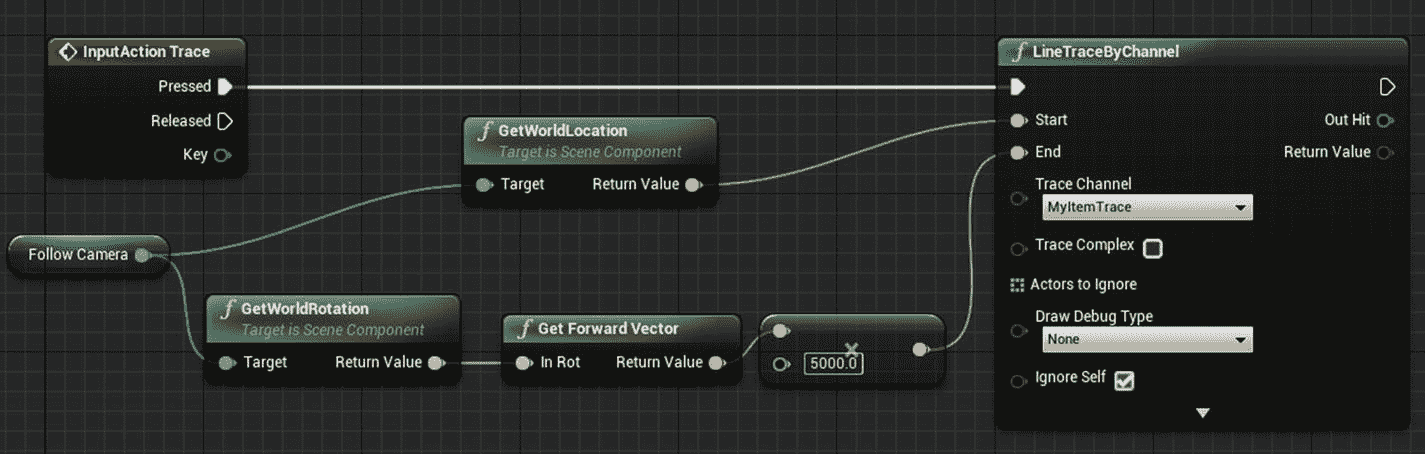 InputAction Trace
Pressed
Released
Key
Follow Camera
f GetWorldLocation
Target is Scene Component
Target Return Value
f GetWorldRotation
Target is Scene Component
Target Return Value
f Get Forward Vector
In Rot Return Value
×
5000.0
f LineTraceByChannel
Start Out Hit
End Return Value
Trace Channel
MyItemTrace
Trace Complex
Actors to Ignore
Draw Debug Type
None
Ignore Self